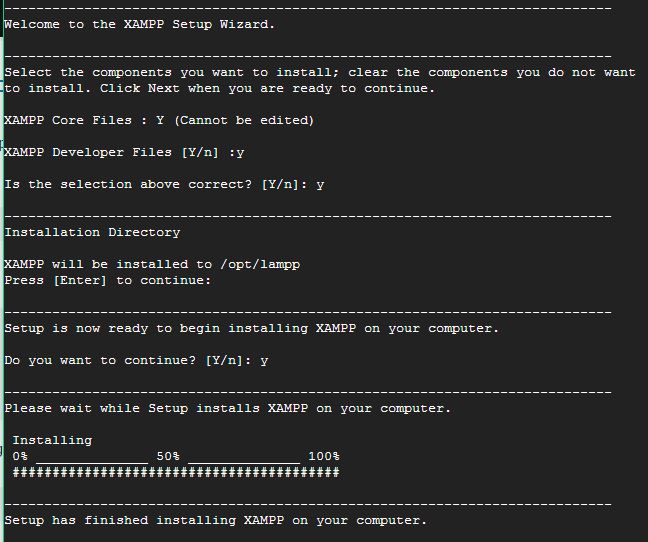 ----------------------------------------------------------------------------
Welcome to the XAMPP Setup Wizard.
----------------------------------------------------------------------------
Select the components you want to install; clear the components you do not want
to install. Click Next when you are ready to continue.
XAMPP Core Files : Y (Cannot be edited)
XAMPP Developer Files [Y/n] :y
Is the selection above correct? [Y/n]: y
----------------------------------------------------------------------------
Installation Directory
XAMPP will be installed to /opt/lampp
Press [Enter] to continue:
----------------------------------------------------------------------------
Setup is now ready to begin installing XAMPP on your computer.
Do you want to continue? [Y/n]: y
----------------------------------------------------------------------------
Please wait while Setup installs XAMPP on your computer.
Installing
0% ______________ 50% ______________ 100%
#########################################
----------------------------------------------------------------------------
Setup has finished installing XAMPP on your computer.